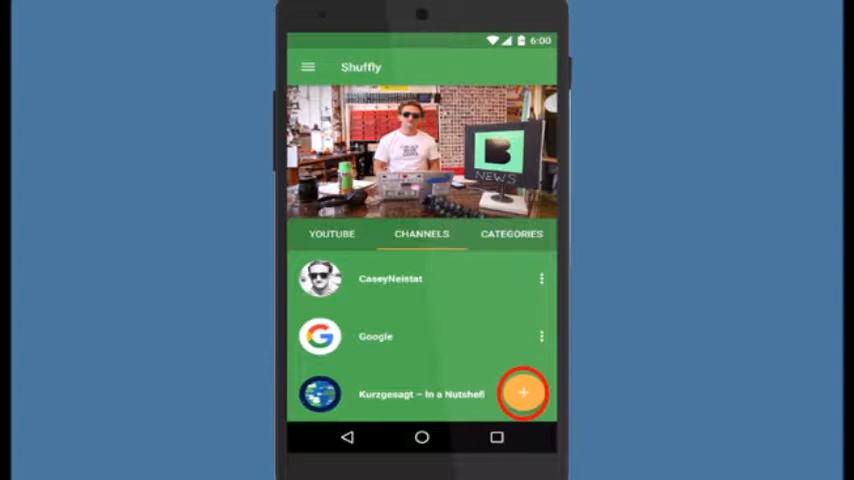 6:00
Shuffly
B
NEWS
YOUTUBE CHANNELS CATEGORIES
CaseyNeistat
Google
Kurzgesagt – In a Nutshell